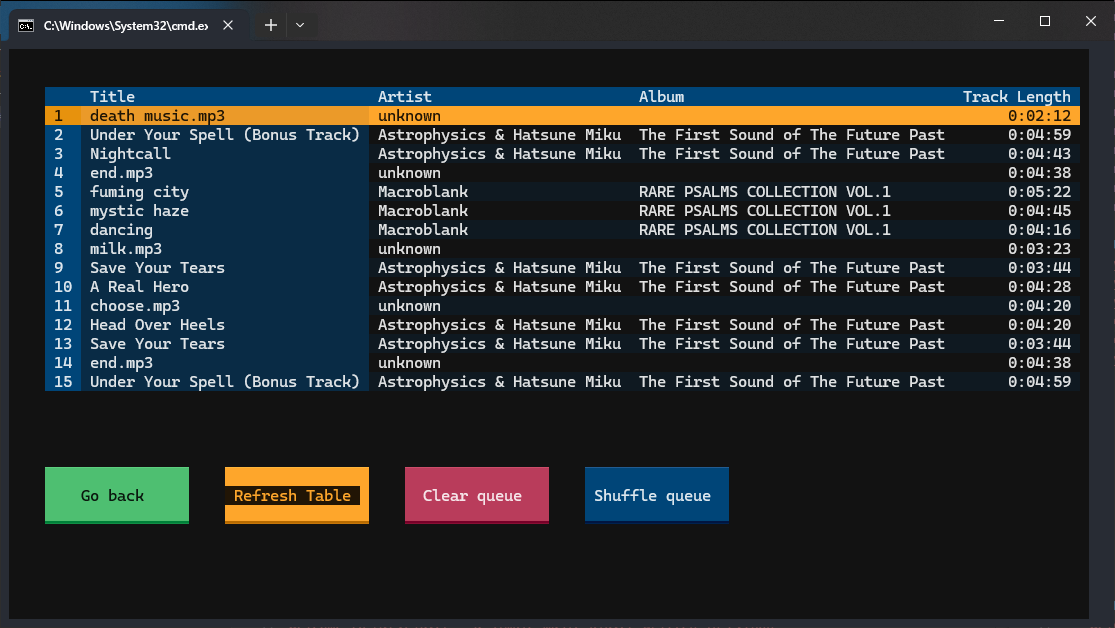 C:\Windows\System32\cmd.ex
Title Artist Album Track Length
1 death music.mp3 unknown 0:02:12
2 Under Your Spell (Bonus Track) Astrophysics & Hatsune Miku The First Sound of The Future Past 0:04:59
3 Nightcall Astrophysics & Hatsune Miku The First Sound of The Future Past 0:04:43
4 end.mp3 unknown 0:04:38
5 fuming city Macroblank RARE PSALMS COLLECTION VOL.1 0:05:22
6 mystic haze Macroblank RARE PSALMS COLLECTION VOL.1 0:04:45
7 dancing Macroblank RARE PSALMS COLLECTION VOL.1 0:04:16
8 milk.mp3 unknown 0:03:23
9 Save Your Tears Astrophysics & Hatsune Miku The First Sound of The Future Past 0:03:44
10 A Real Hero Astrophysics & Hatsune Miku The First Sound of The Future Past 0:04:28
11 choose.mp3 unknown 0:04:20
12 Head Over Heels Astrophysics & Hatsune Miku The First Sound of The Future Past 0:04:20
13 Save Your Tears Astrophysics & Hatsune Miku The First Sound of The Future Past 0:03:44
14 end.mp3 unknown 0:04:38
15 Under Your Spell (Bonus Track) Astrophysics & Hatsune Miku The First Sound of The Future Past 0:04:59
Go back Refresh Table Clear queue Shuffle queue